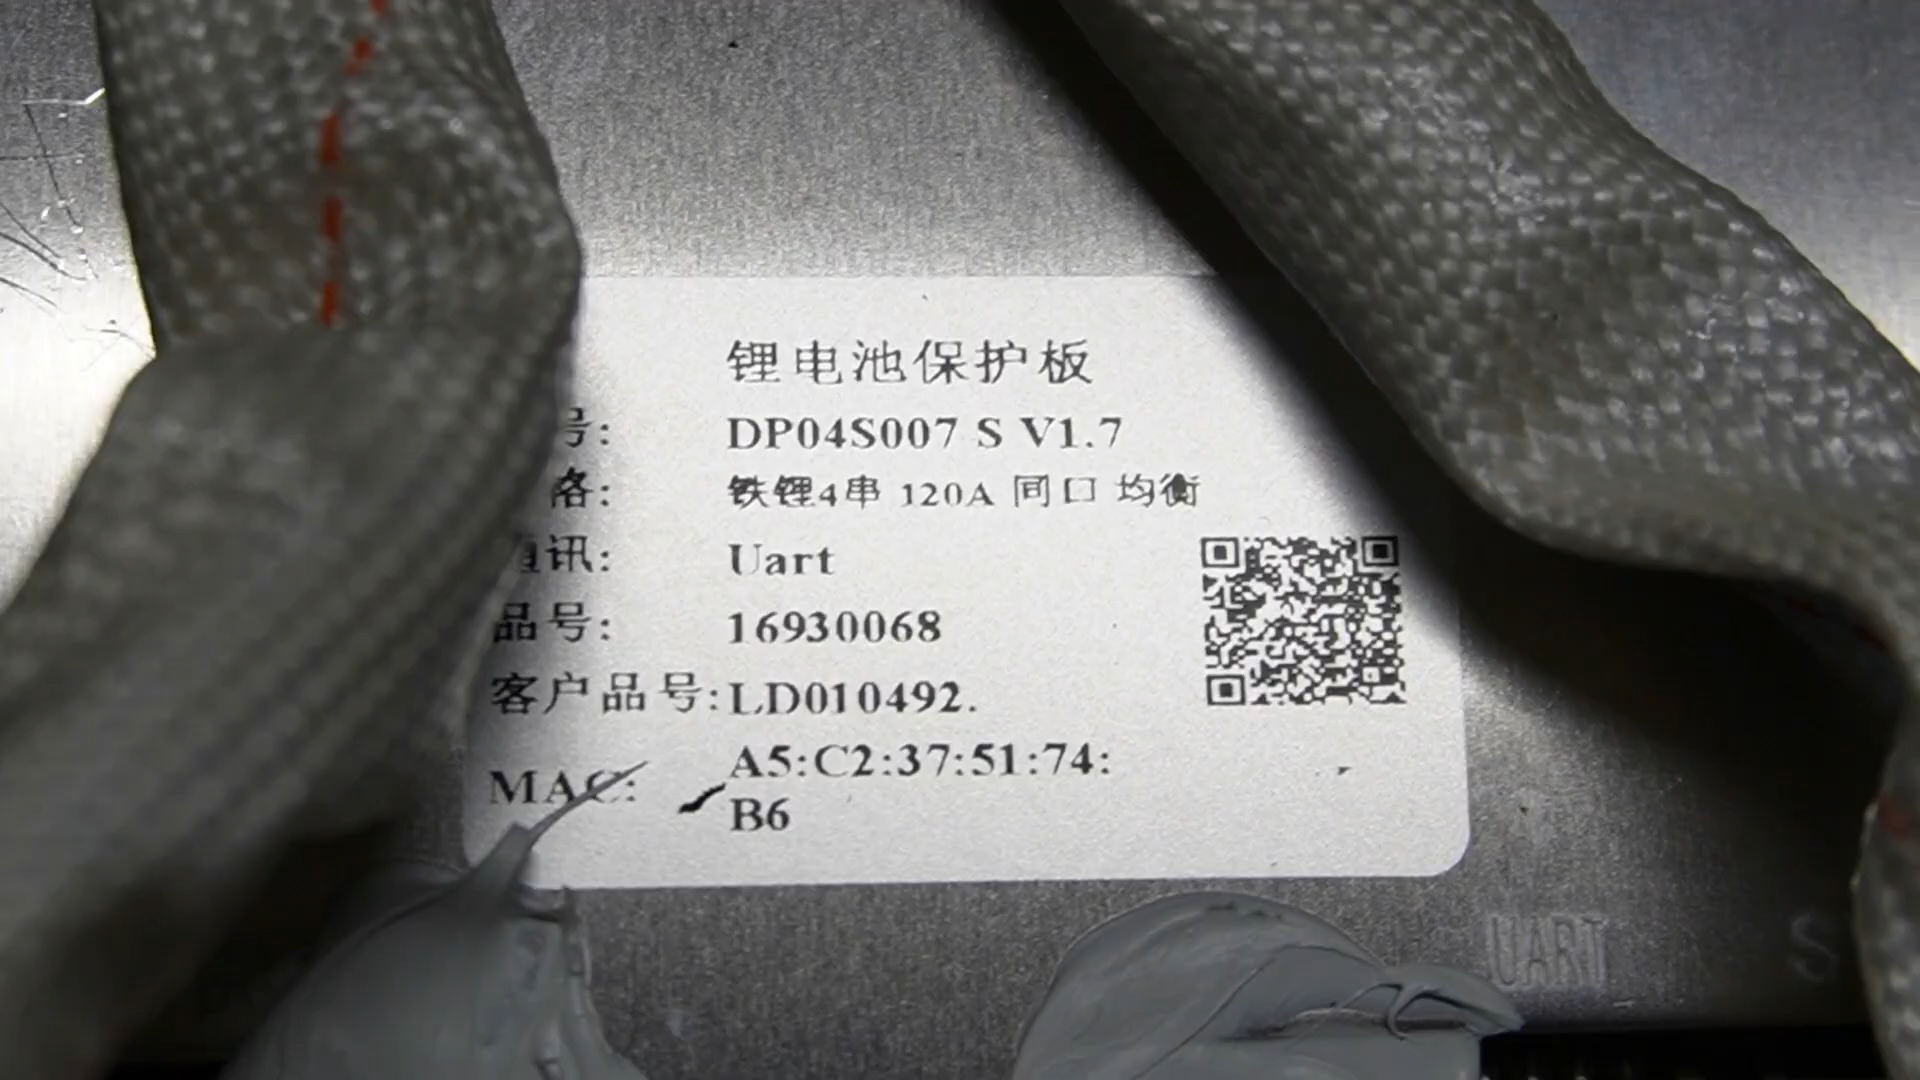 锂电池保护板
号: DP04S007 S V1.7
格: 铁锂4串 120A 同口 均衡
通讯: Uart
品号: 16930068
客户品号: LD010492.
MAC: A5:C2:37:51:74:
B6
UART
S